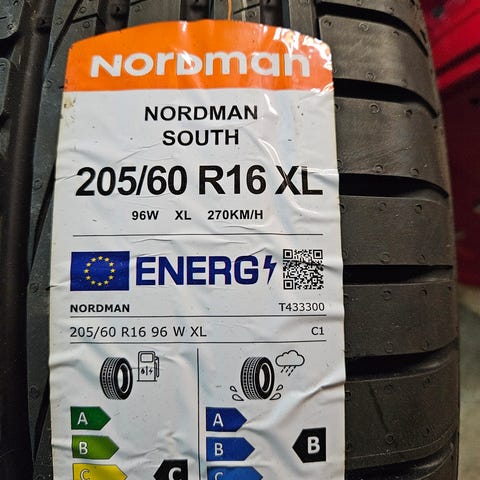 nordman
NORDMAN
SOUTH
205/60 R16 XL
96W XL 270KM/H
ENERG
NORDMAN T433300
205/60 R16 96 W XL C1
A A
B B B
C C C